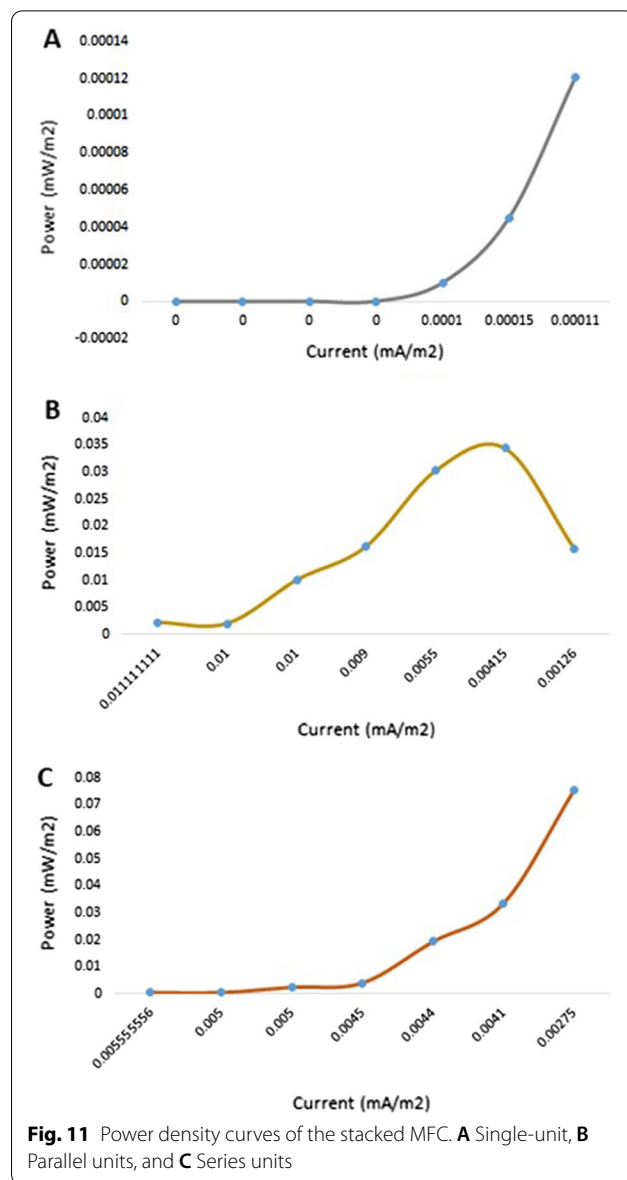 A
0.00014
0.00012
0.0001
0.00008
0.00006
0.00004
0.00002
0
-0.00002
Power (mW/m2)
0 0 0 0 0.0001 0.00015 0.00011
Current (mA/m2)
B
0.04
0.035
0.03
0.025
0.02
0.015
0.01
0.005
0
Power (mW/m2)
0.011111111 0.01 0.01 0.009 0.0055 0.00415 0.00126
Current (mA/m2)
C
0.08
0.07
0.06
0.05
0.04
0.03
0.02
0.01
0
Power (mW/m2)
0.005555556 0.005 0.005 0.0045 0.0044 0.0041 0.00275
Current (mA/m2)
Fig. 11 Power density curves of the stacked MFC. A Single-unit, B
Parallel units, and C Series units